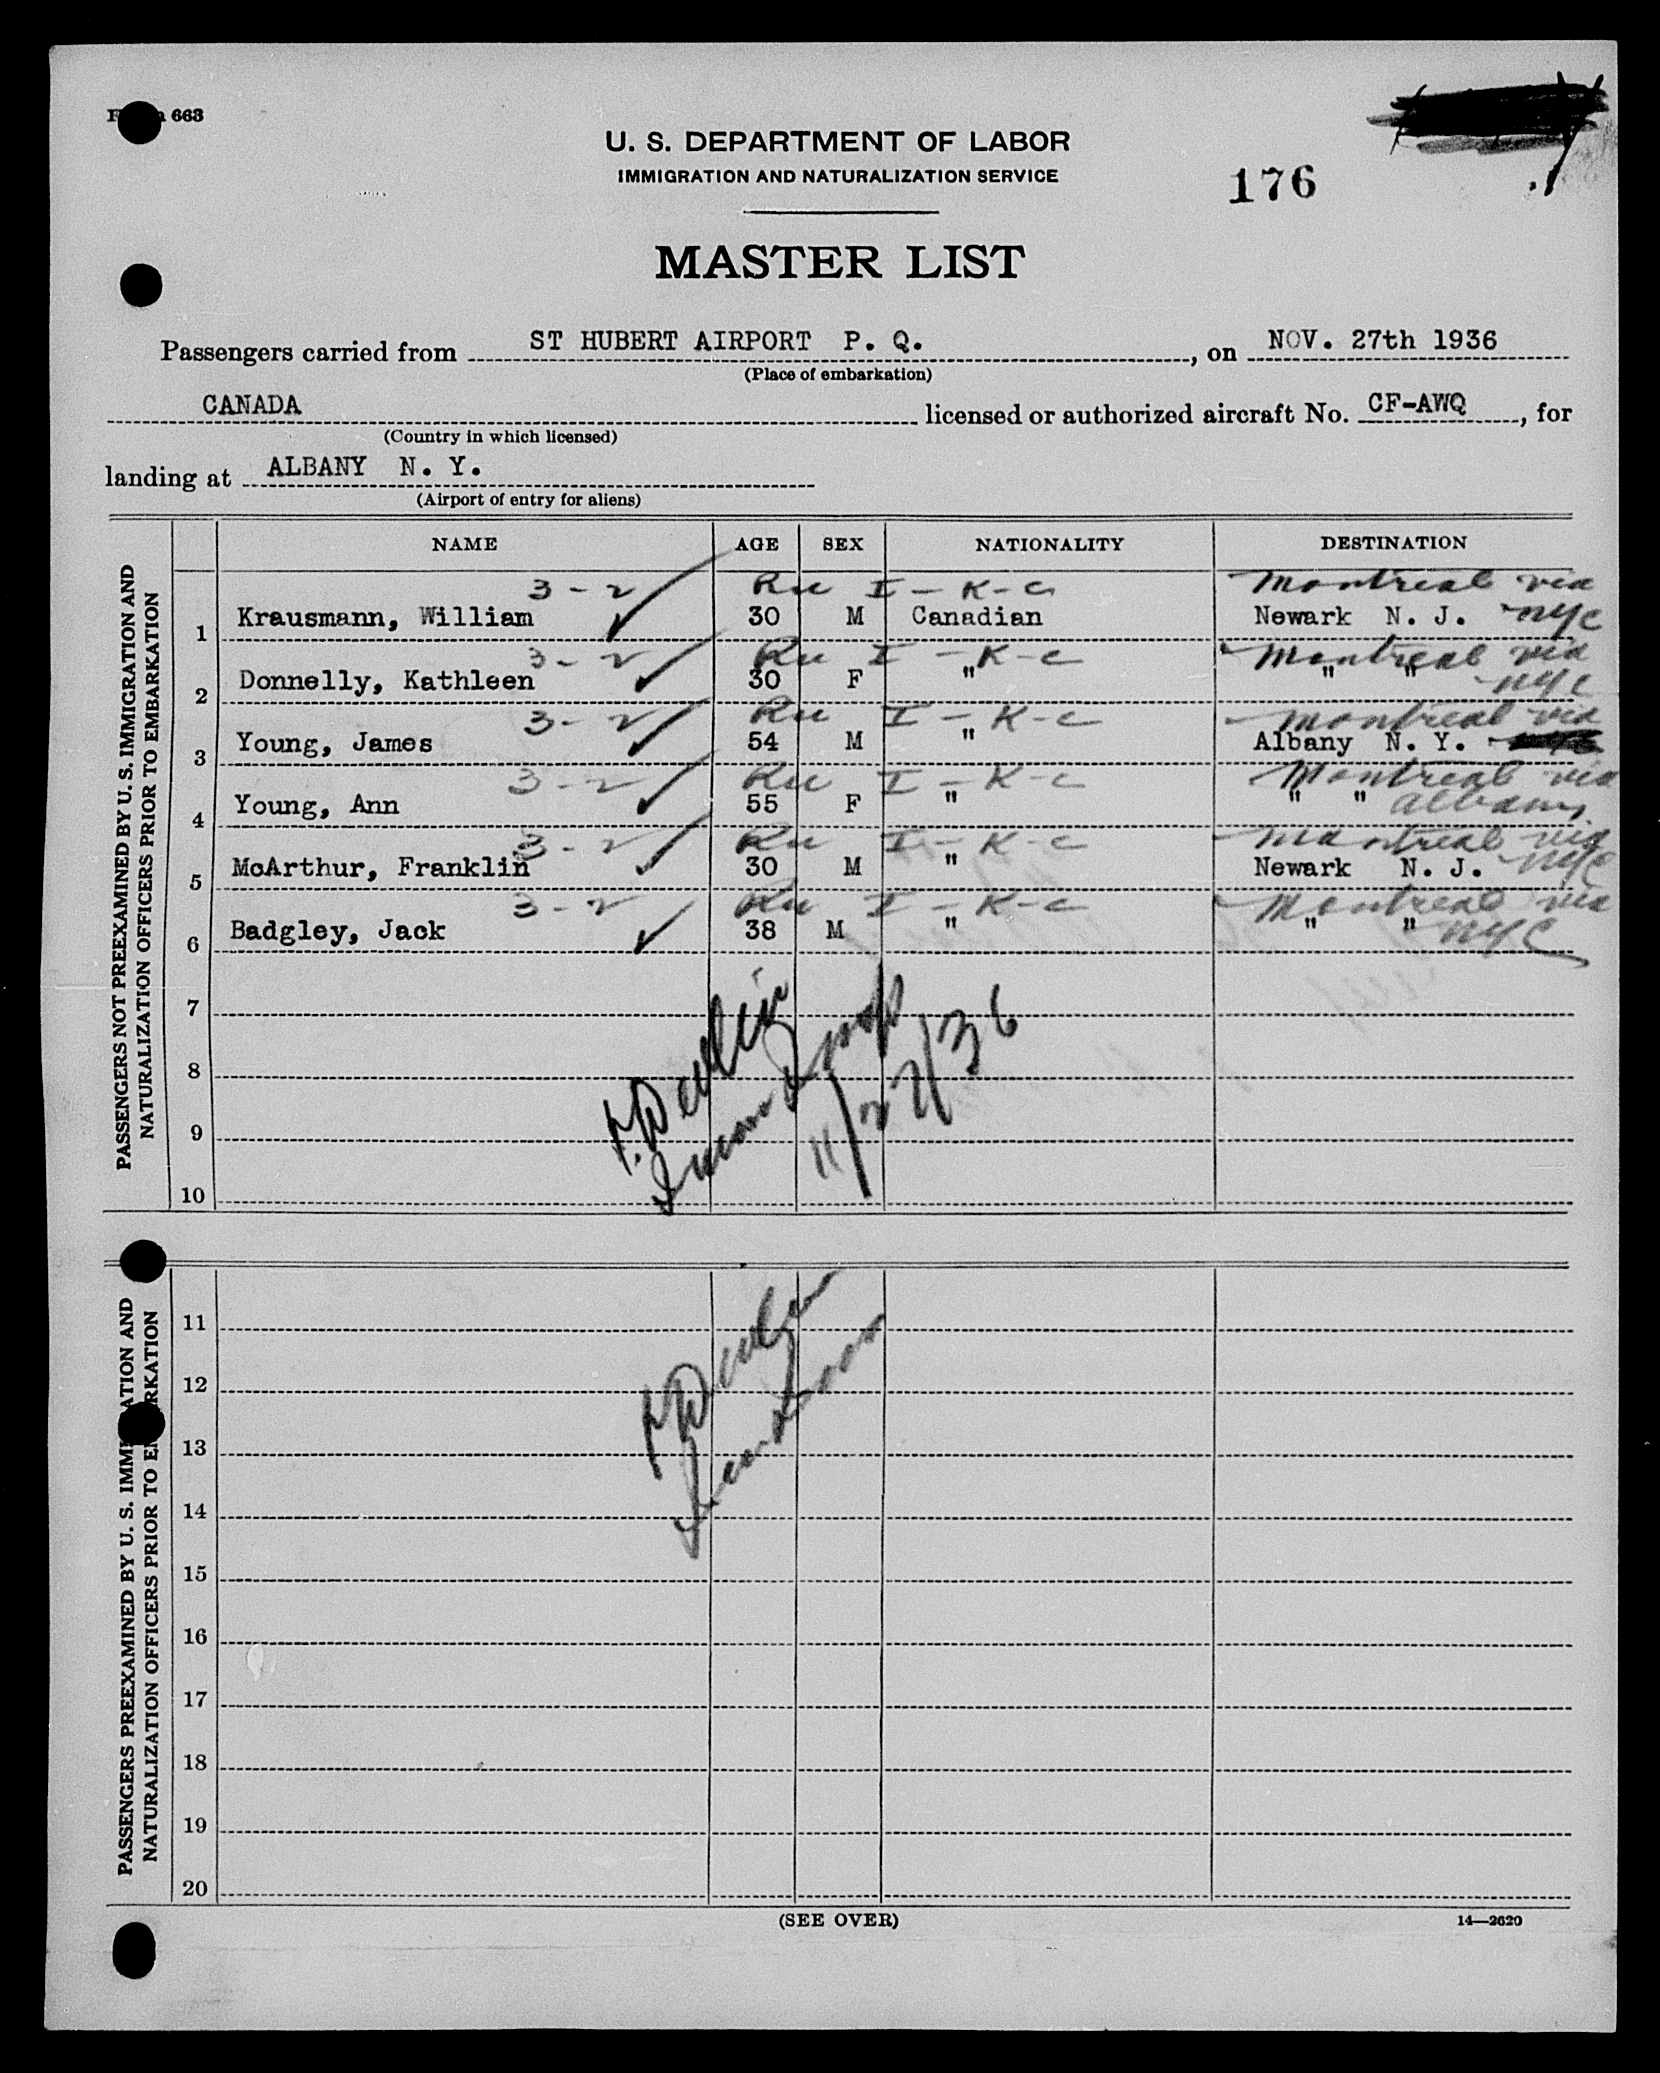 663
U. S. DEPARTMENT OF LABOR
IMMIGRATION AND NATURALIZATION SERVICE
176
MASTER LIST
Passengers carried from ST HUBERT AIRPORT P. Q. , on NOV. 27th 1936
(Place of embarkation)
CANADA licensed or authorized aircraft No. CF-AWQ , for
(Country in which licensed)
landing at ALBANY N. Y.
(Airport of entry for aliens)
PASSENGERS NOT PREEXAMINED BY U. S. IMMIGRATION AND
NATURALIZATION OFFICERS PRIOR TO EMBARKATION
NAME AGE SEX NATIONALITY DESTINATION
3-2 I-K-C Montreal via
1 Krausmann, William 30 M Canadian Newark N. J. NYC
3-2 I-K-C Montreal via
2 Donnelly, Kathleen 30 F " " " NYC
3-2 I-K-C Montreal via
3 Young, James 54 M " Albany N. Y.
3-2 I-K-C Montreal via
4 Young, Ann 55 F " " " Albany
3-2 I-K-C Montreal via
5 McArthur, Franklin 30 M " Newark N. J. NYC
3-2 I-K-C Montreal via
6 Badgley, Jack 38 M " " " NYC
7
8
9
10
11/27/36
PASSENGERS PREEXAMINED BY U. S. IMMIGRATION AND
NATURALIZATION OFFICERS PRIOR TO EMBARKATION
11
12
13
14
15
16
17
18
19
20
(SEE OVER)
14—2620